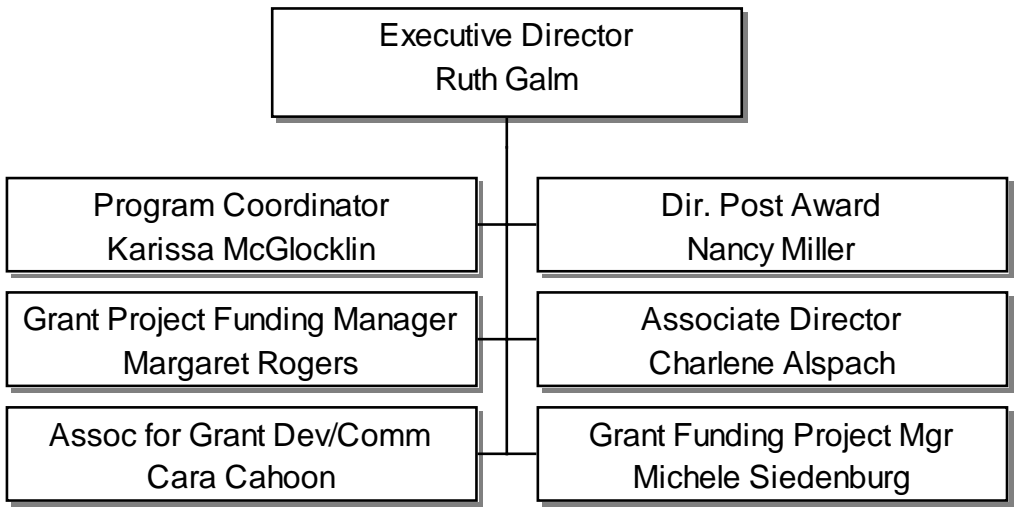 Executive Director
Ruth Galm
Program Coordinator
Karissa McGlocklin
Dir. Post Award
Nancy Miller
Grant Project Funding Manager
Margaret Rogers
Associate Director
Charlene Alspach
Assoc for Grant Dev/Comm
Cara Cahoon
Grant Funding Project Mgr
Michele Siedenburg